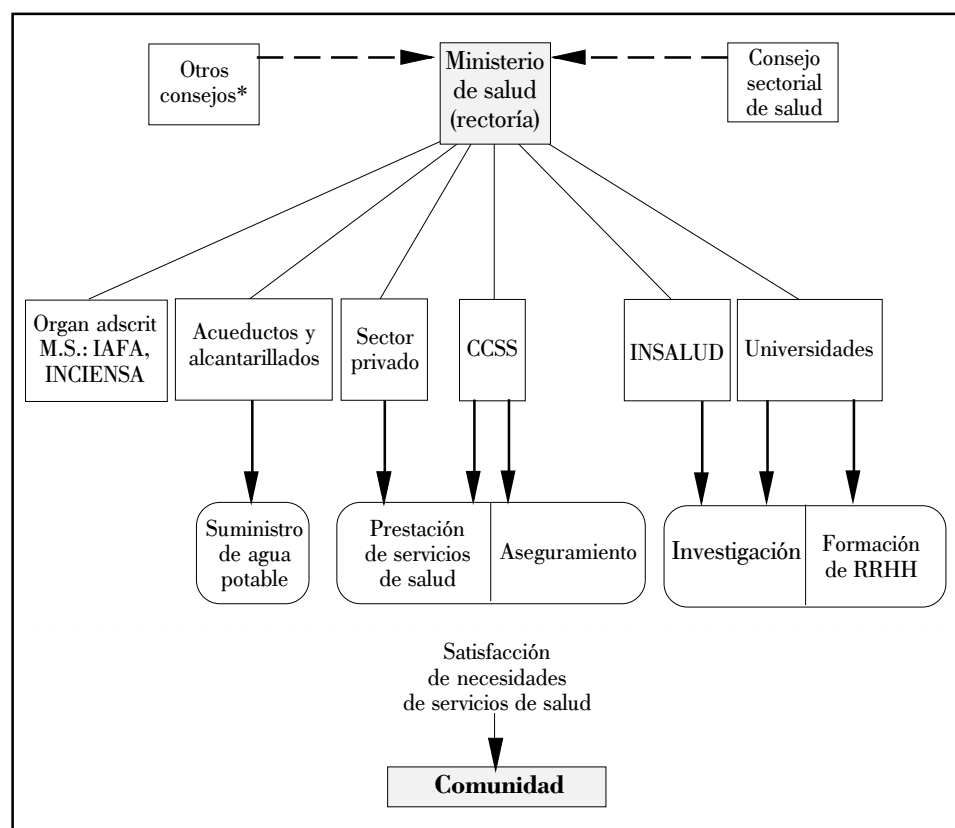 Otros
consejos*
Ministerio
de salud
(rectoría)
Consejo
sectorial
de salud
Organ adscrit
M.S.: IAFA,
INCIENSA
Acueductos y
alcantarillados
Sector
privado
CCSS
INSALUD
Universidades
Suministro
de agua
potable
Prestación
de servicios
de salud
Aseguramiento
Investigación
Formación
de RRHH
Satisfacción
de necesidades
de servicios de salud
Comunidad